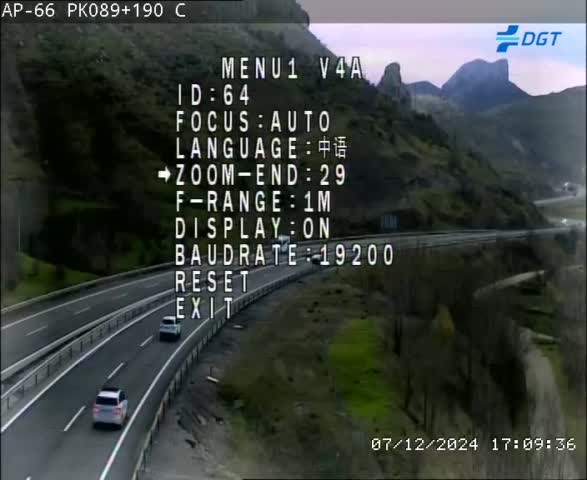 AP-66 PK089+190 C
DGT
MENU1 V4A
ID:64
FOCUS:AUTO
LANGUAGE:中语
ZOOM-END:29
F-RANGE:1M
DISPLAY:ON
BAUDRATE:19200
RESET
EXIT
07/12/2024 17:09:36